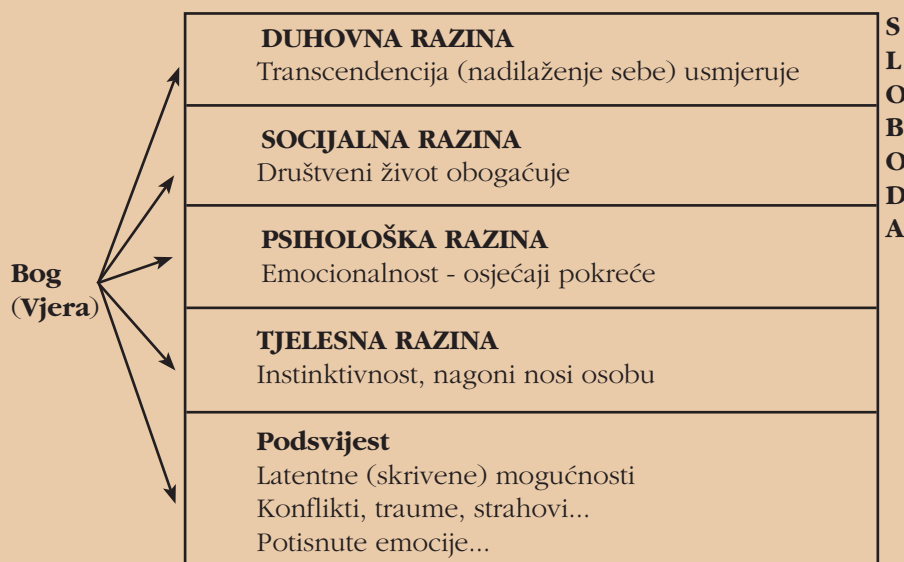 DUHOVNA RAZINA
Transcendencija (nadilaženje sebe) usmjeruje
SOCIJALNA RAZINA
Društveni život obogaćuje
PSIHOLOŠKA RAZINA
Emocionalnost - osjećaji pokreće
Bog
(Vjera)
TJELESNA RAZINA
Instinktivnost, nagoni nosi osobu
Podsvijest
Latentne (skrivene) mogućnosti
Konflikti, traume, strahovi...
Potisnute emocije...
S
L
O
B
O
D
A